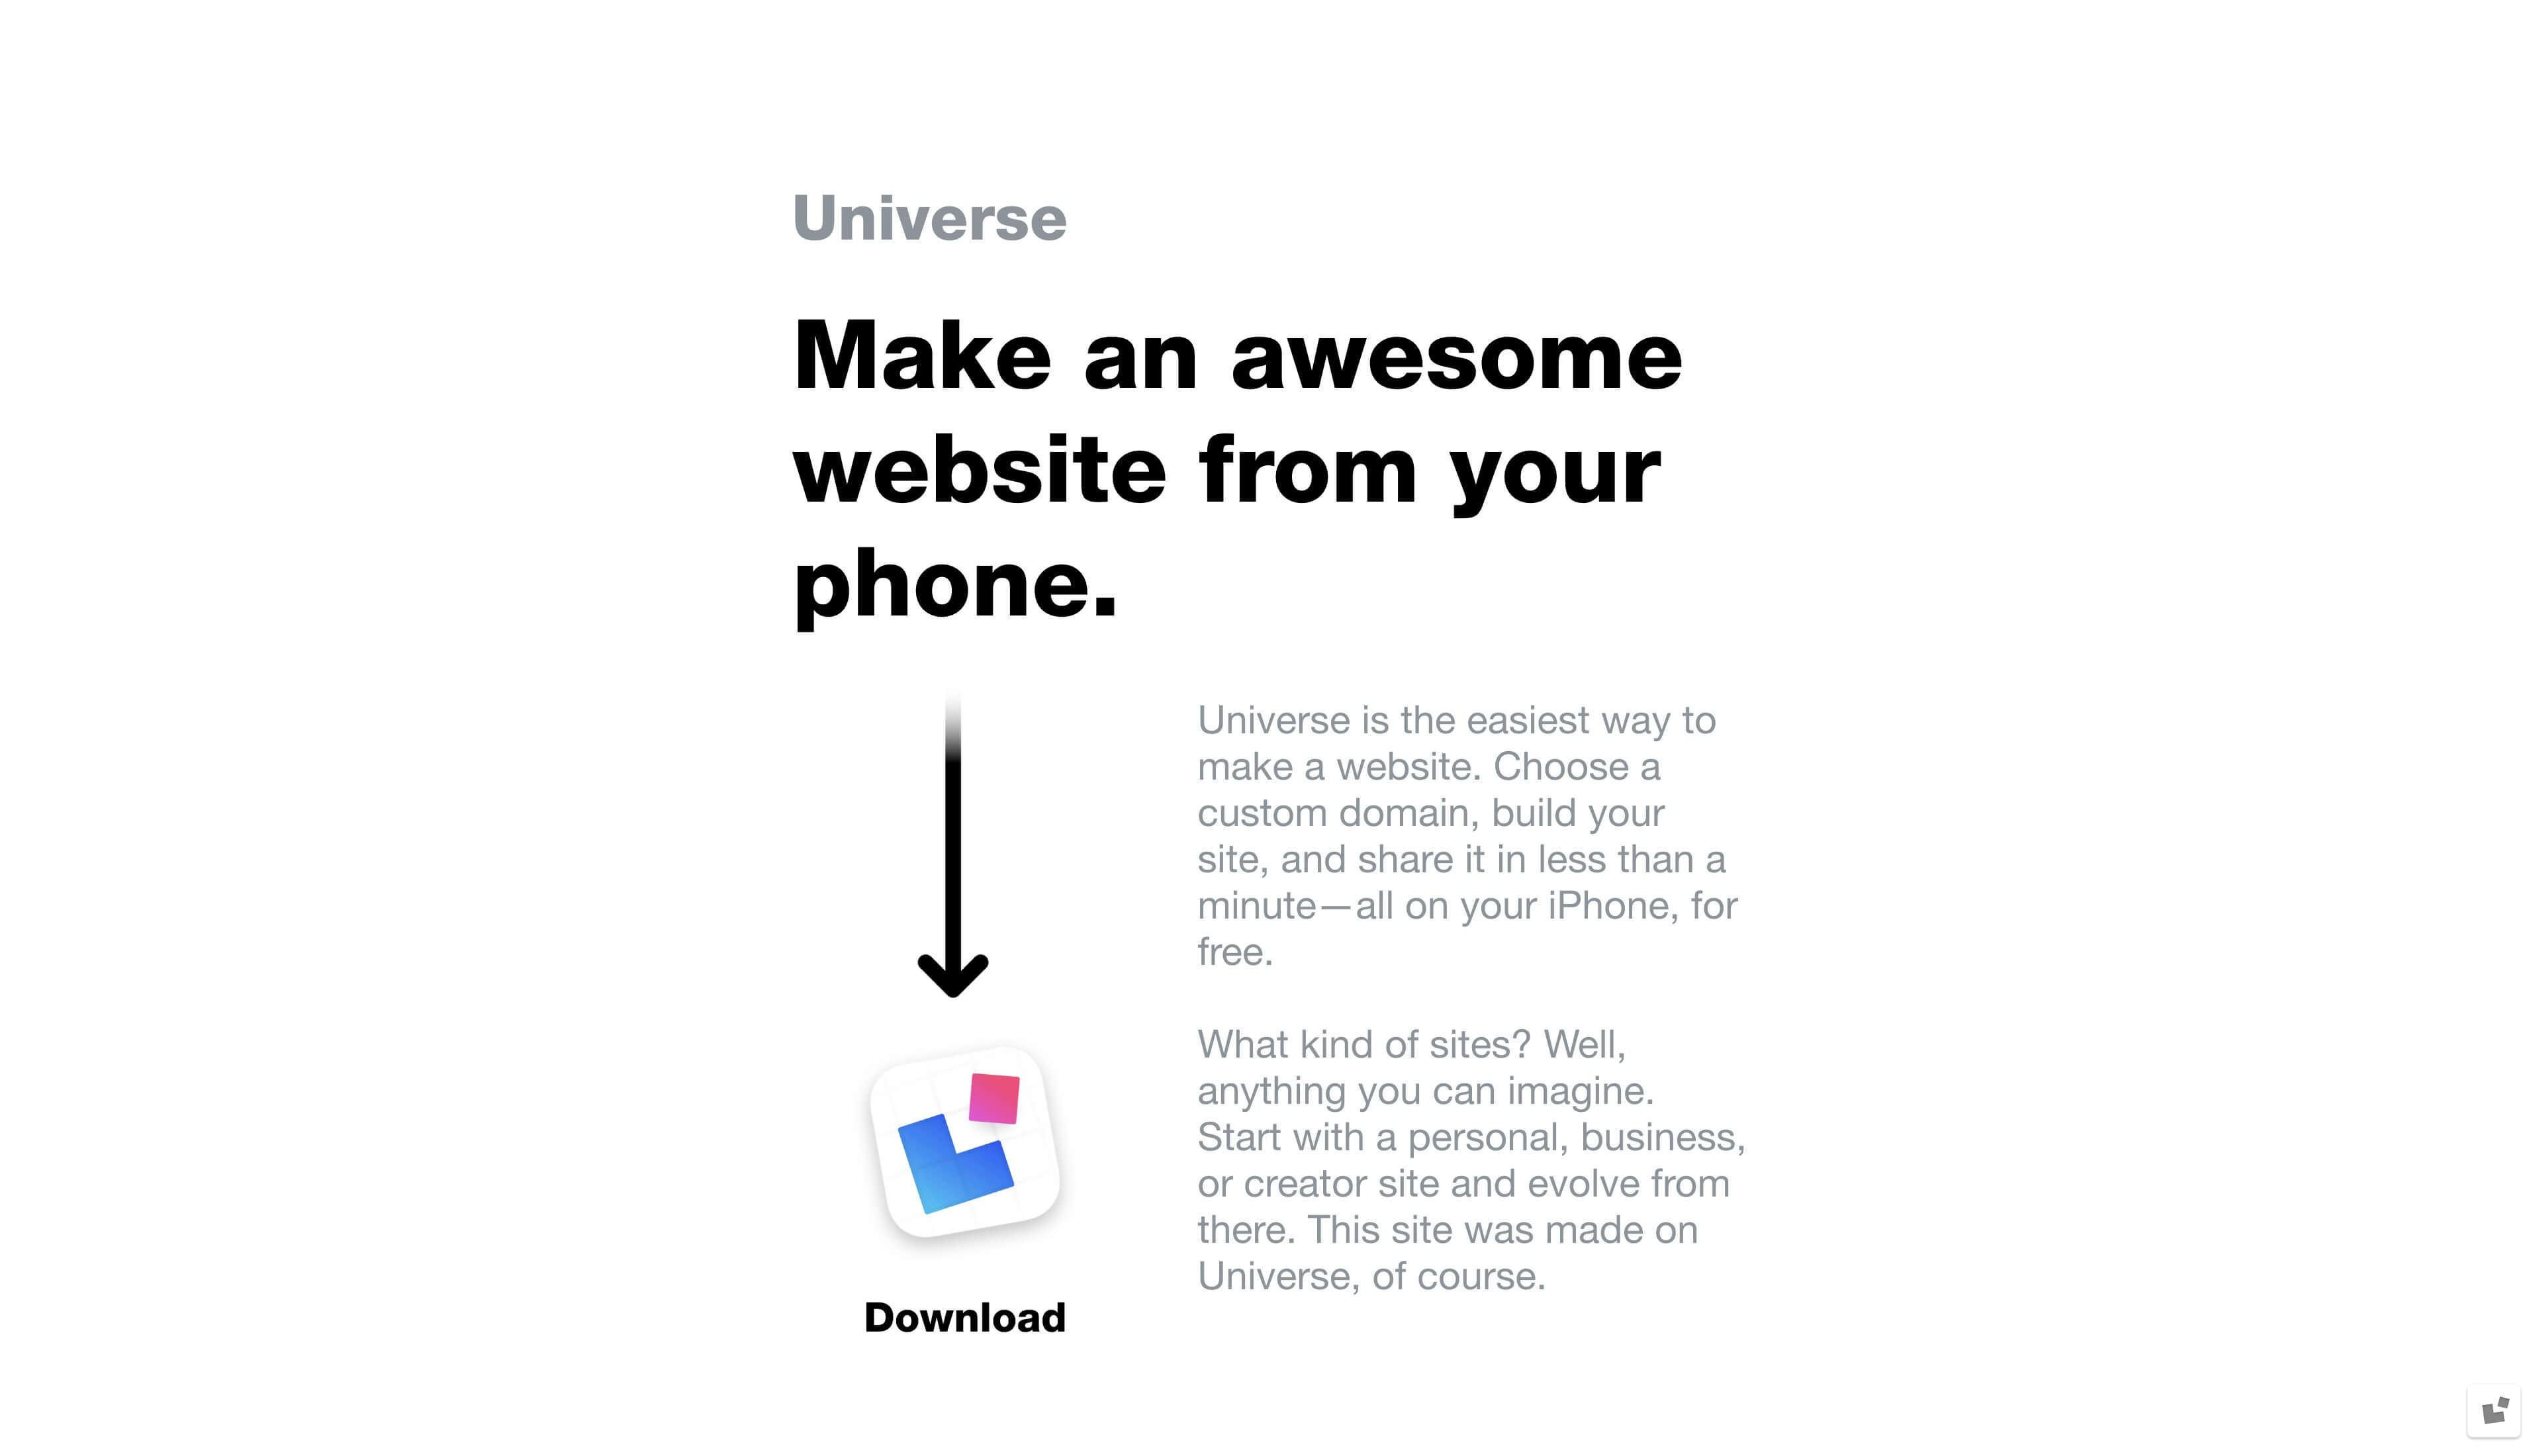 Universe
Make an awesome
website from your
phone.
Universe is the easiest way to
make a website. Choose a
custom domain, build your
site, and share it in less than a
minute—all on your iPhone, for
free.
What kind of sites? Well,
anything you can imagine.
Start with a personal, business,
or creator site and evolve from
there. This site was made on
Universe, of course.
Download